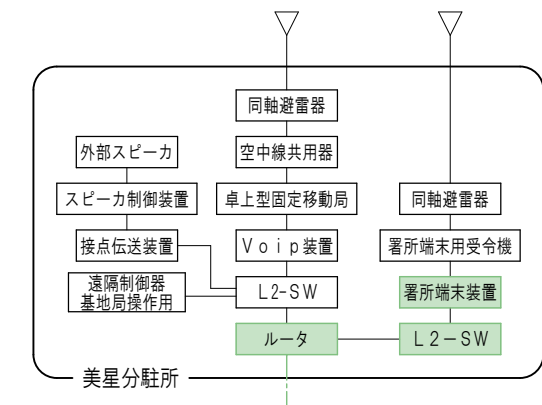 同軸避雷器
外部スピーカ
空中線共用器
スピーカ制御装置
卓上型固定移動局
同軸避雷器
接点伝送装置
Ｖｏｉｐ装置
署所端末用受令機
遠隔制御器
基地局操作用
L2-SW
署所端末装置
ルータ
Ｌ２－ＳＷ
美星分駐所